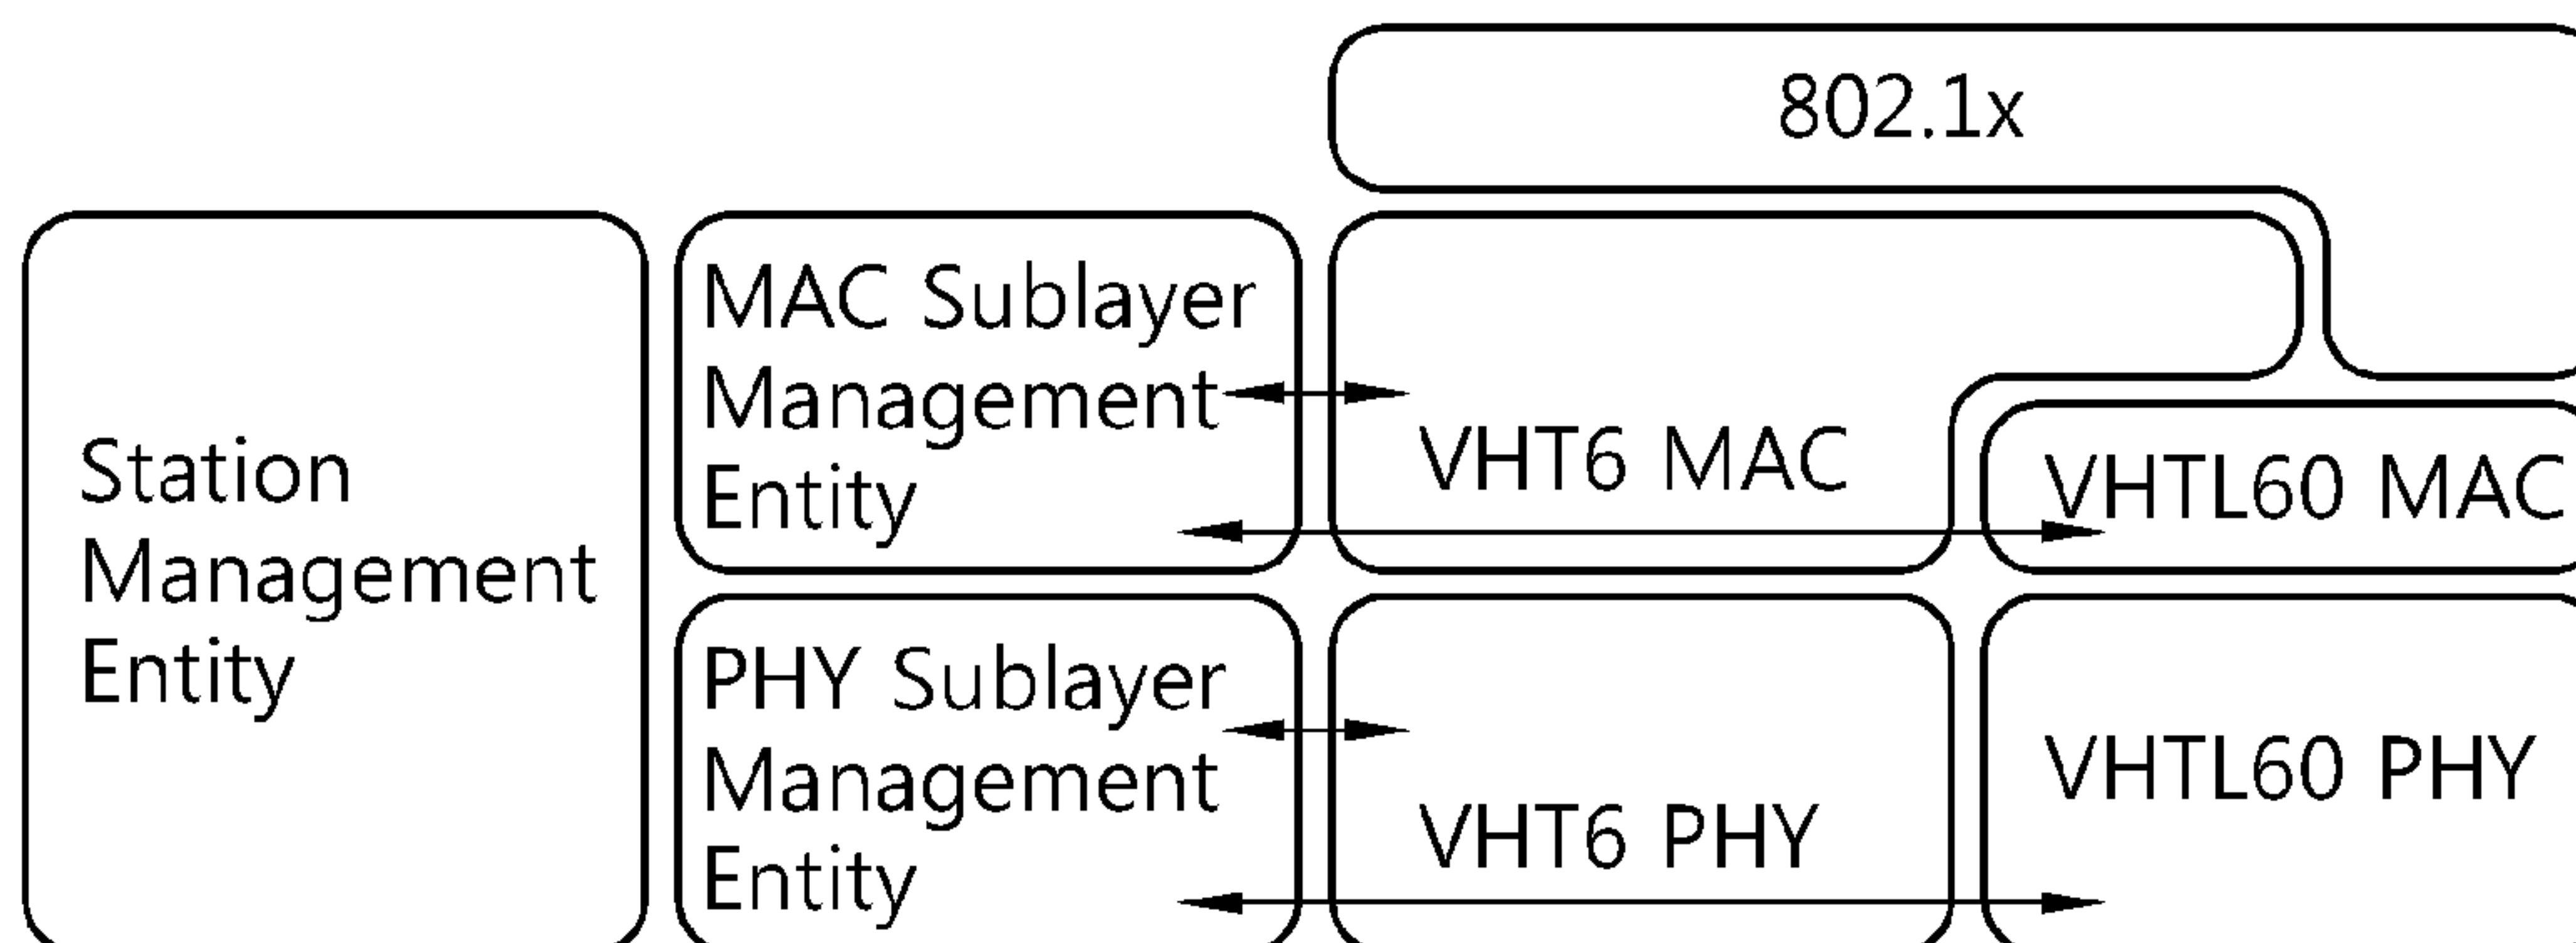 802.1x
Station
Management
Entity
MAC Sublayer
Management
Entity
VHT6 MAC
VHTL60 MAC
PHY Sublayer
Management
Entity
VHT6 PHY
VHTL60 PHY